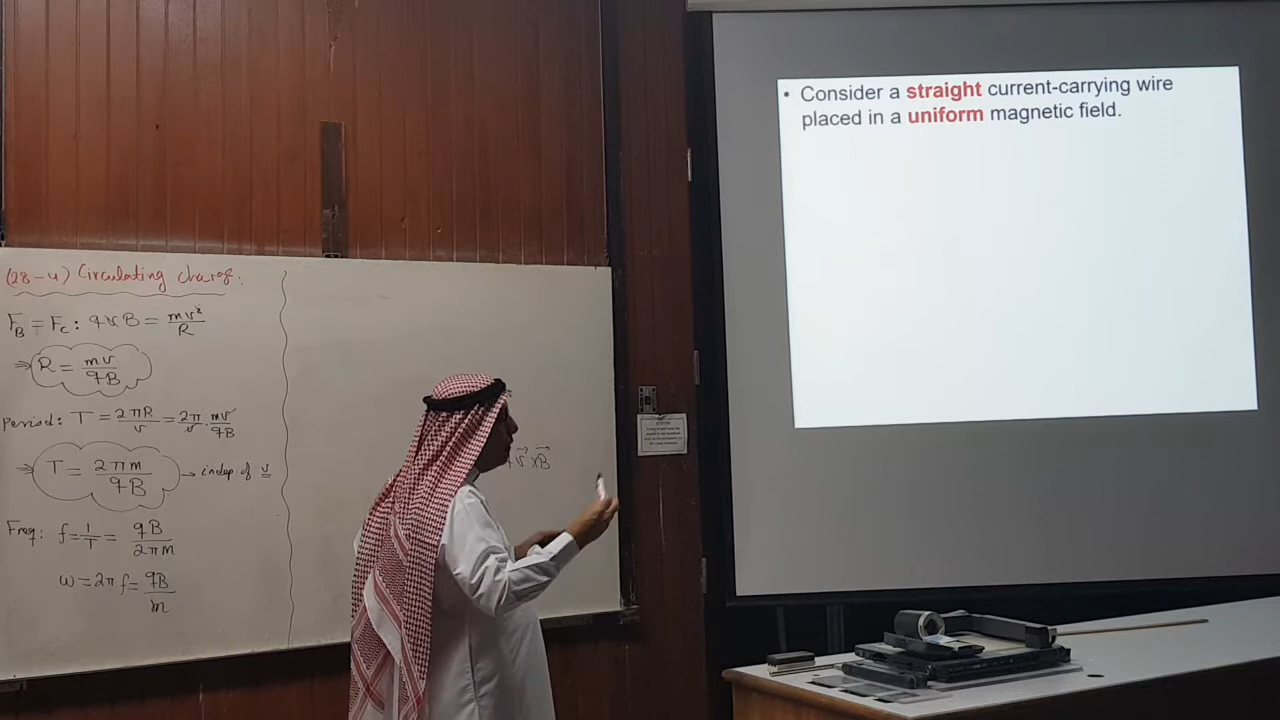 (28-4) Circulating charge:
F_B = F_C : qvB = mv²/R
⇒ R = mv/qB
Period: T = 2πR/v = 2π/v · mv/qB
⇒ T = 2πm/qB → indep. of v
Freq: f = 1/T = qB/2πm
ω = 2πf = qB/m
q v⃗ × B⃗
• Consider a straight current-carrying wire
placed in a uniform magnetic field.